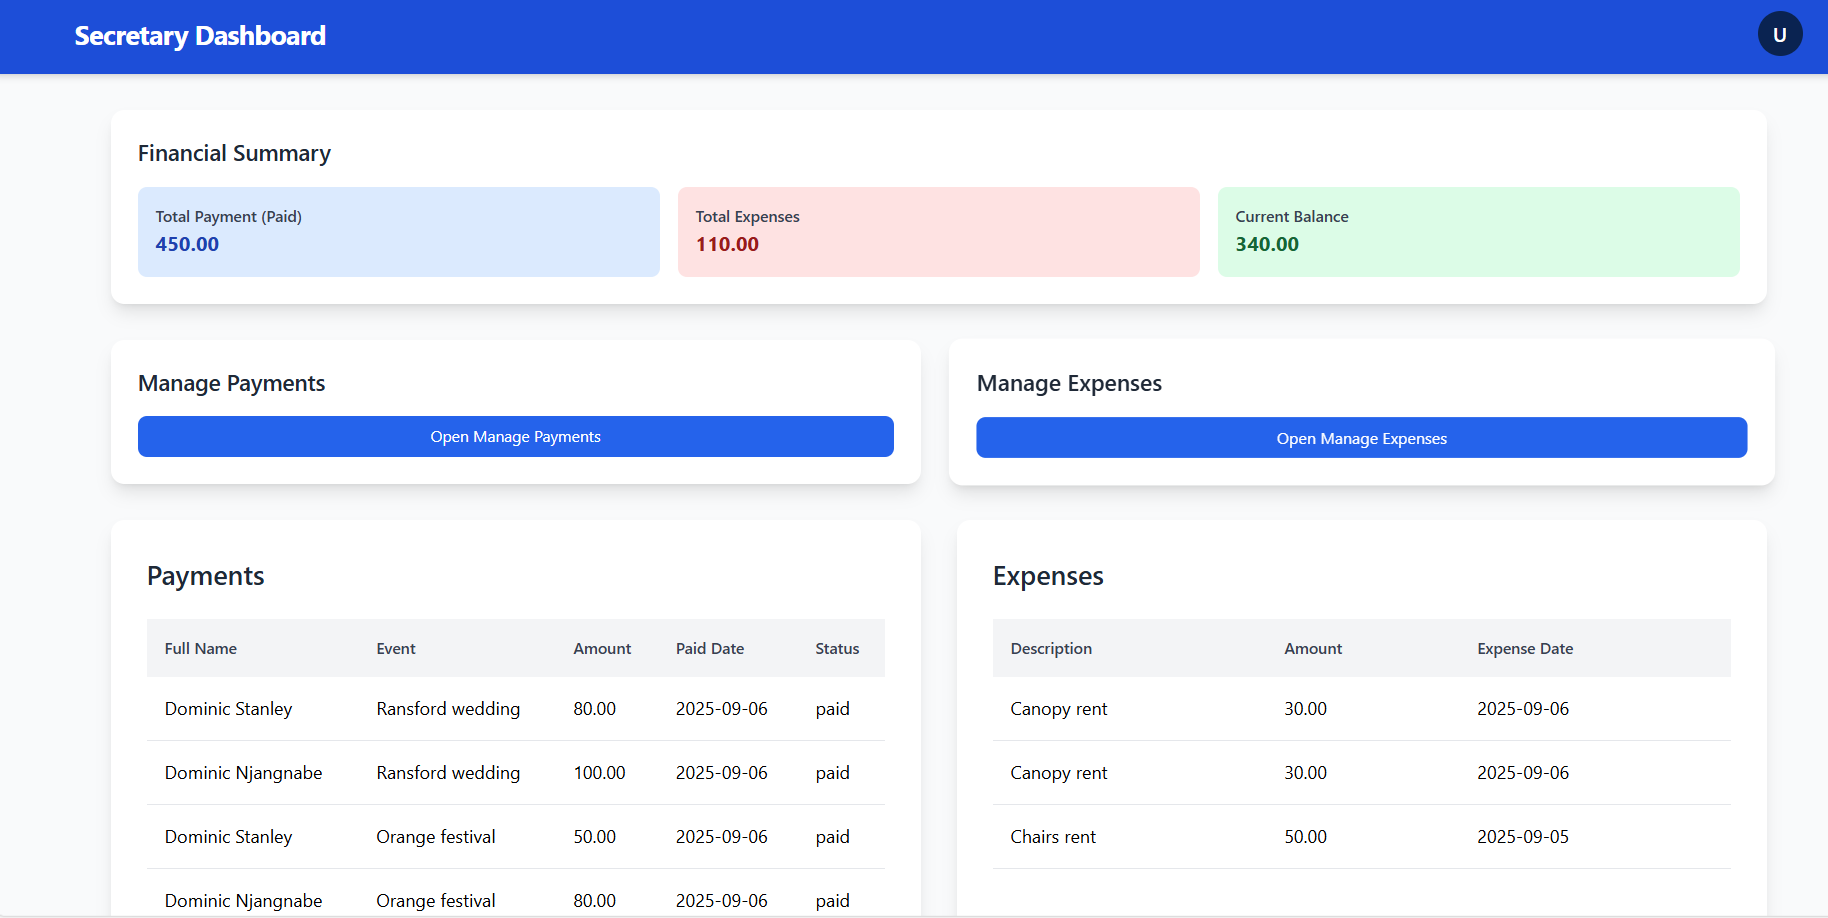 Secretary Dashboard
U
Financial Summary
Total Payment (Paid)
450.00
Total Expenses
110.00
Current Balance
340.00
Manage Payments
Open Manage Payments
Manage Expenses
Open Manage Expenses
Payments
Full Name Event Amount Paid Date Status
Dominic Stanley Ransford wedding 80.00 2025-09-06 paid
Dominic Njangnabe Ransford wedding 100.00 2025-09-06 paid
Dominic Stanley Orange festival 50.00 2025-09-06 paid
Dominic Njangnabe Orange festival 80.00 2025-09-06 paid
Expenses
Description Amount Expense Date
Canopy rent 30.00 2025-09-06
Canopy rent 30.00 2025-09-06
Chairs rent 50.00 2025-09-05